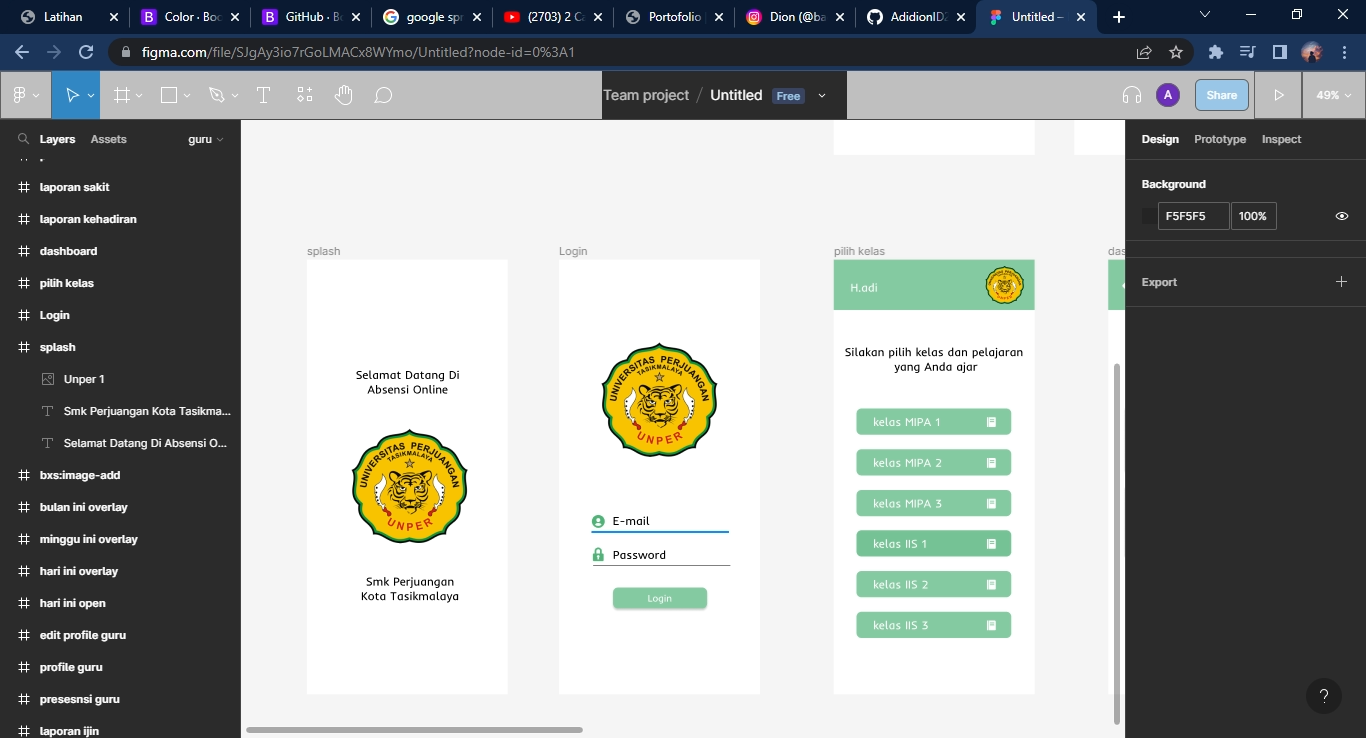 Latihan
Color · Boo
GitHub · Bo
google spr
(2703) 2 Ca
Portofolio
Dion (@ba
AdidionID2
Untitled –
figma.com/file/SJgAy3io7rGoLMACx8WYmo/Untitled?node-id=0%3A1
Team project / Untitled Free
A
Share
49%
Layers
Assets
guru
laporan sakit
laporan kehadiran
dashboard
pilih kelas
Login
splash
Unper 1
Smk Perjuangan Kota Tasikma...
Selamat Datang Di Absensi O...
bxs:image-add
bulan ini overlay
minggu ini overlay
hari ini overlay
hari ini open
edit profile guru
profile guru
presesnsi guru
laporan ijin
splash
Selamat Datang Di
Absensi Online
UNIVERSITAS PERJUANGAN
TASIKMALAYA
UNPER
Smk Perjuangan
Kota Tasikmalaya
Login
UNIVERSITAS PERJUANGAN
TASIKMALAYA
UNPER
E-mail
Password
Login
pilih kelas
H.adi
Silakan pilih kelas dan pelajaran
yang Anda ajar
kelas MIPA 1
kelas MIPA 2
kelas MIPA 3
kelas IIS 1
kelas IIS 2
kelas IIS 3
das
Design
Prototype
Inspect
Background
F5F5F5
100%
Export
?